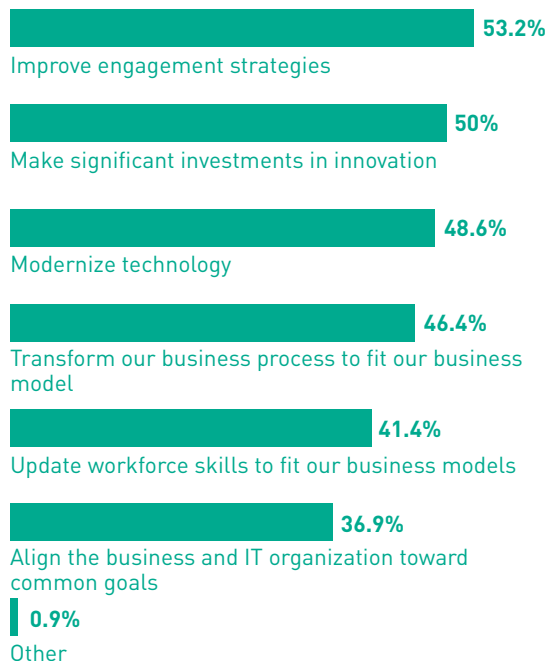 53.2%
Improve engagement strategies
50%
Make significant investments in innovation
48.6%
Modernize technology
46.4%
Transform our business process to fit our business
model
41.4%
Update workforce skills to fit our business models
36.9%
Align the business and IT organization toward
common goals
0.9%
Other